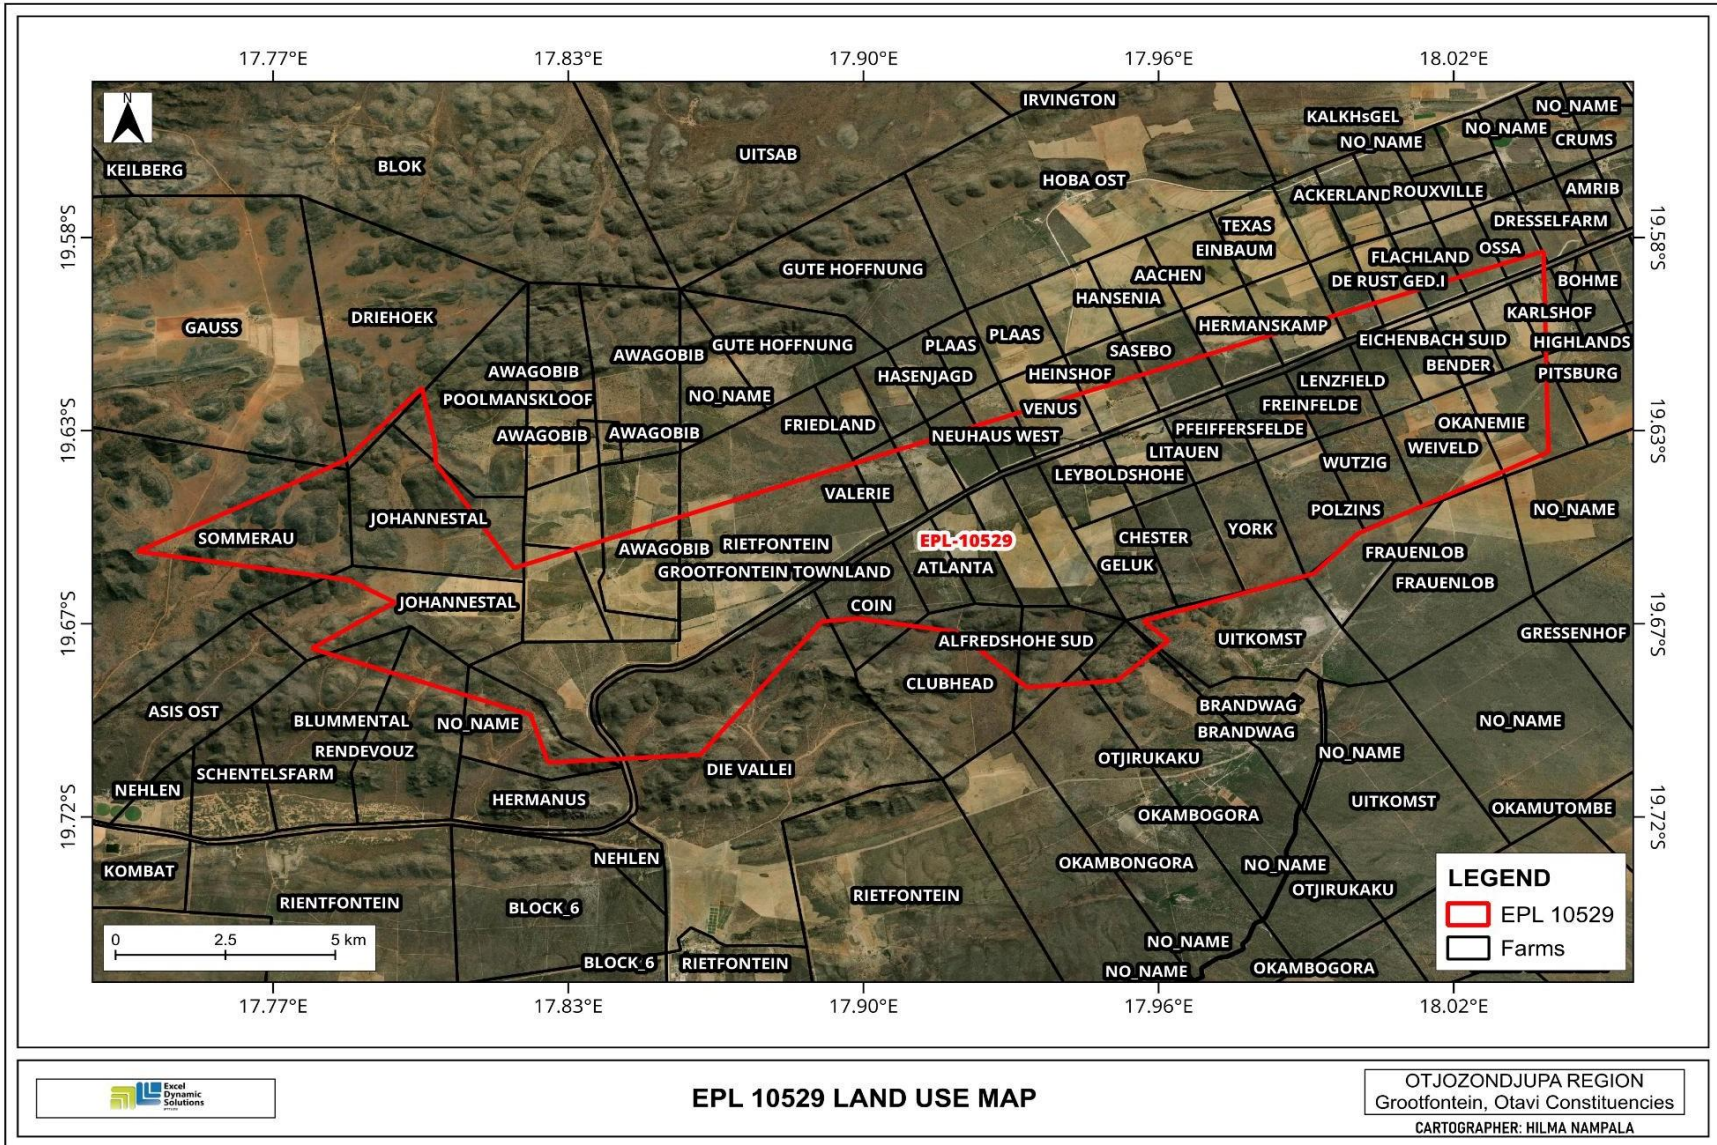 17.77°E 17.83°E 17.90°E 17.96°E 18.02°E
N
IRVINGTON
NO_NAME
KALKHsGEL
NO_NAME
NO_NAME
CRUMS
UITSAB
BLOK
KEILBERG
HOBA OST
ACKERLAND
ROUXVILLE
AMRIB
DRESSELFARM
TEXAS
19.58°S
19.58°S
EINBAUM
OSSA
FLACHLAND
GUTE HOFFNUNG
AACHEN
DE RUST GED.I
BOHME
HANSENIA
KARLSHOF
DRIEHOEK
GAUSS
HERMANSKAMP
PLAAS
PLAAS
GUTE HOFFNUNG
EICHENBACH SUID
HIGHLANDS
AWAGOBIB
SASEBO
BENDER
AWAGOBIB
HASENJAGD
HEINSHOF
PITSBURG
LENZFIELD
POOLMANSKLOOF
NO_NAME
FREINFELDE
VENUS
FRIEDLAND
OKANEMIE
19.63°S
19.63°S
AWAGOBIB
AWAGOBIB
NEUHAUS WEST
PFEIFFERSFELDE
WEIVELD
LITAUEN
WUTZIG
LEYBOLDSHOHE
VALERIE
POLZINS
NO_NAME
JOHANNESTAL
SOMMERAU
YORK
CHESTER
EPL-10529
AWAGOBIB
RIETFONTEIN
FRAUENLOB
GELUK
ATLANTA
GROOTFONTEIN TOWNLAND
FRAUENLOB
JOHANNESTAL
COIN
19.67°S
19.67°S
GRESSENHOF
ALFREDSHOHE SUD
UITKOMST
CLUBHEAD
ASIS OST
BRANDWAG
BLUMMENTAL
NO_NAME
NO_NAME
BRANDWAG
RENDEVOUZ
NO_NAME
OTJIRUKAKU
DIE VALLEI
SCHENTELSFARM
NEHLEN
HERMANUS
UITKOMST
OKAMUTOMBE
19.72°S
19.72°S
OKAMBOGORA
NEHLEN
OKAMBONGORA
NO_NAME
KOMBAT
OTJIRUKAKU
RIETFONTEIN
RIENTFONTEIN
BLOCK_6
NO_NAME
BLOCK_6
RIETFONTEIN
NO_NAME
OKAMBOGORA
0 2.5 5 km
LEGEND
EPL 10529
Farms
17.77°E 17.83°E 17.90°E 17.96°E 18.02°E
Excel
Dynamic
Solutions
EPL 10529 LAND USE MAP
OTJOZONDJUPA REGION
Grootfontein, Otavi Constituencies
CARTOGRAPHER: HILMA NAMPALA